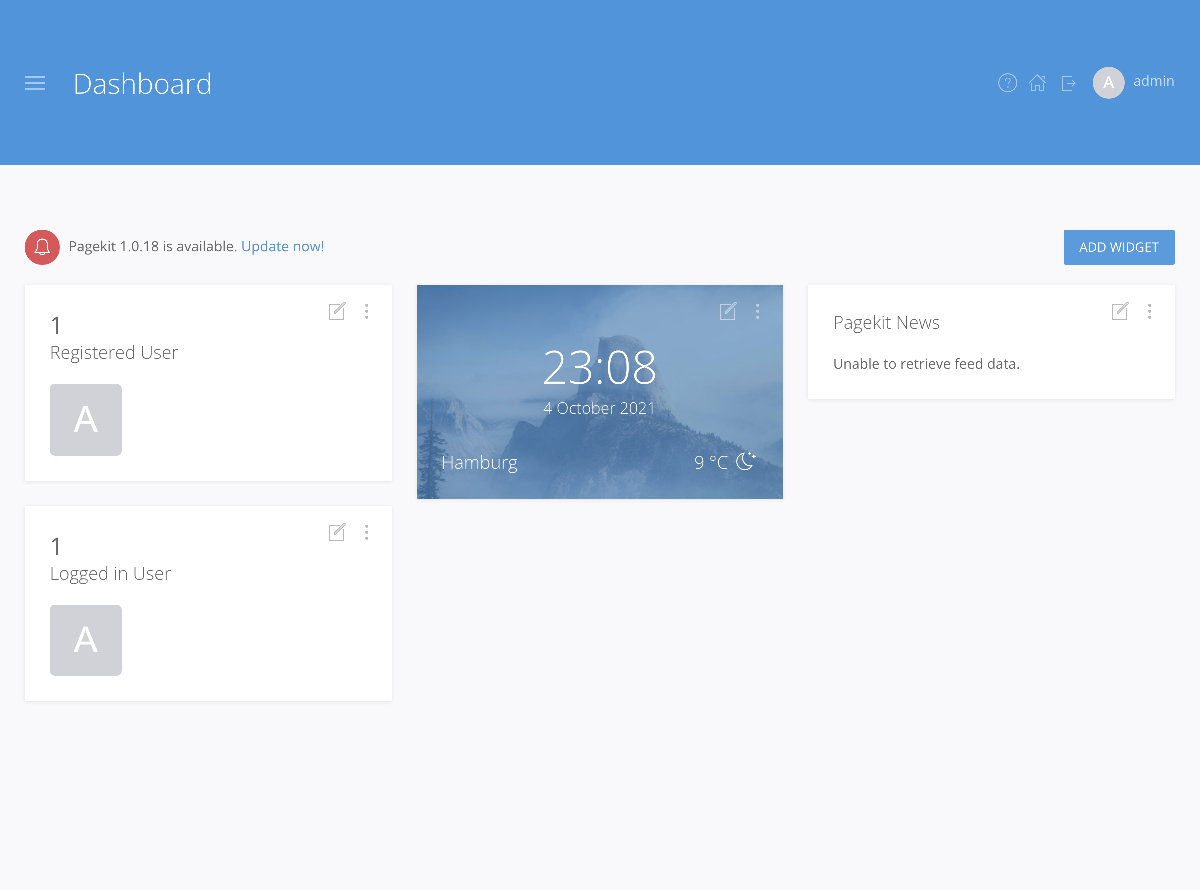 Dashboard
A
admin
Pagekit 1.0.18 is available. Update now!
ADD WIDGET
1
Registered User
A
1
Logged in User
A
23:08
4 October 2021
Hamburg
9 °C
Pagekit News
Unable to retrieve feed data.